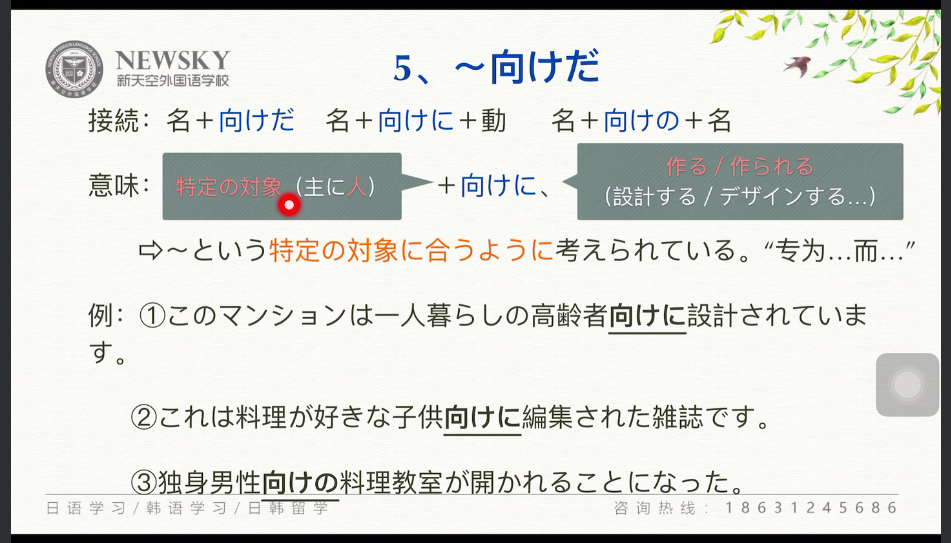 NEWSKY
新天空外国语学校
5、～向けだ
接続：名＋向けだ　名＋向けに＋動　名＋向けの＋名
意味：特定の対象（主に人）＋向けに、作る / 作られる
（設計する / デザインする…）
⇨～という特定の対象に合うように考えられている。“专为…而…”
例：①このマンションは一人暮らしの高齢者向けに設計されていま
す。
②これは料理が好きな子供向けに編集された雑誌です。
③独身男性向けの料理教室が開かれることになった。
日语学习/韩语学习/日韩留学
咨询热线：18631245686